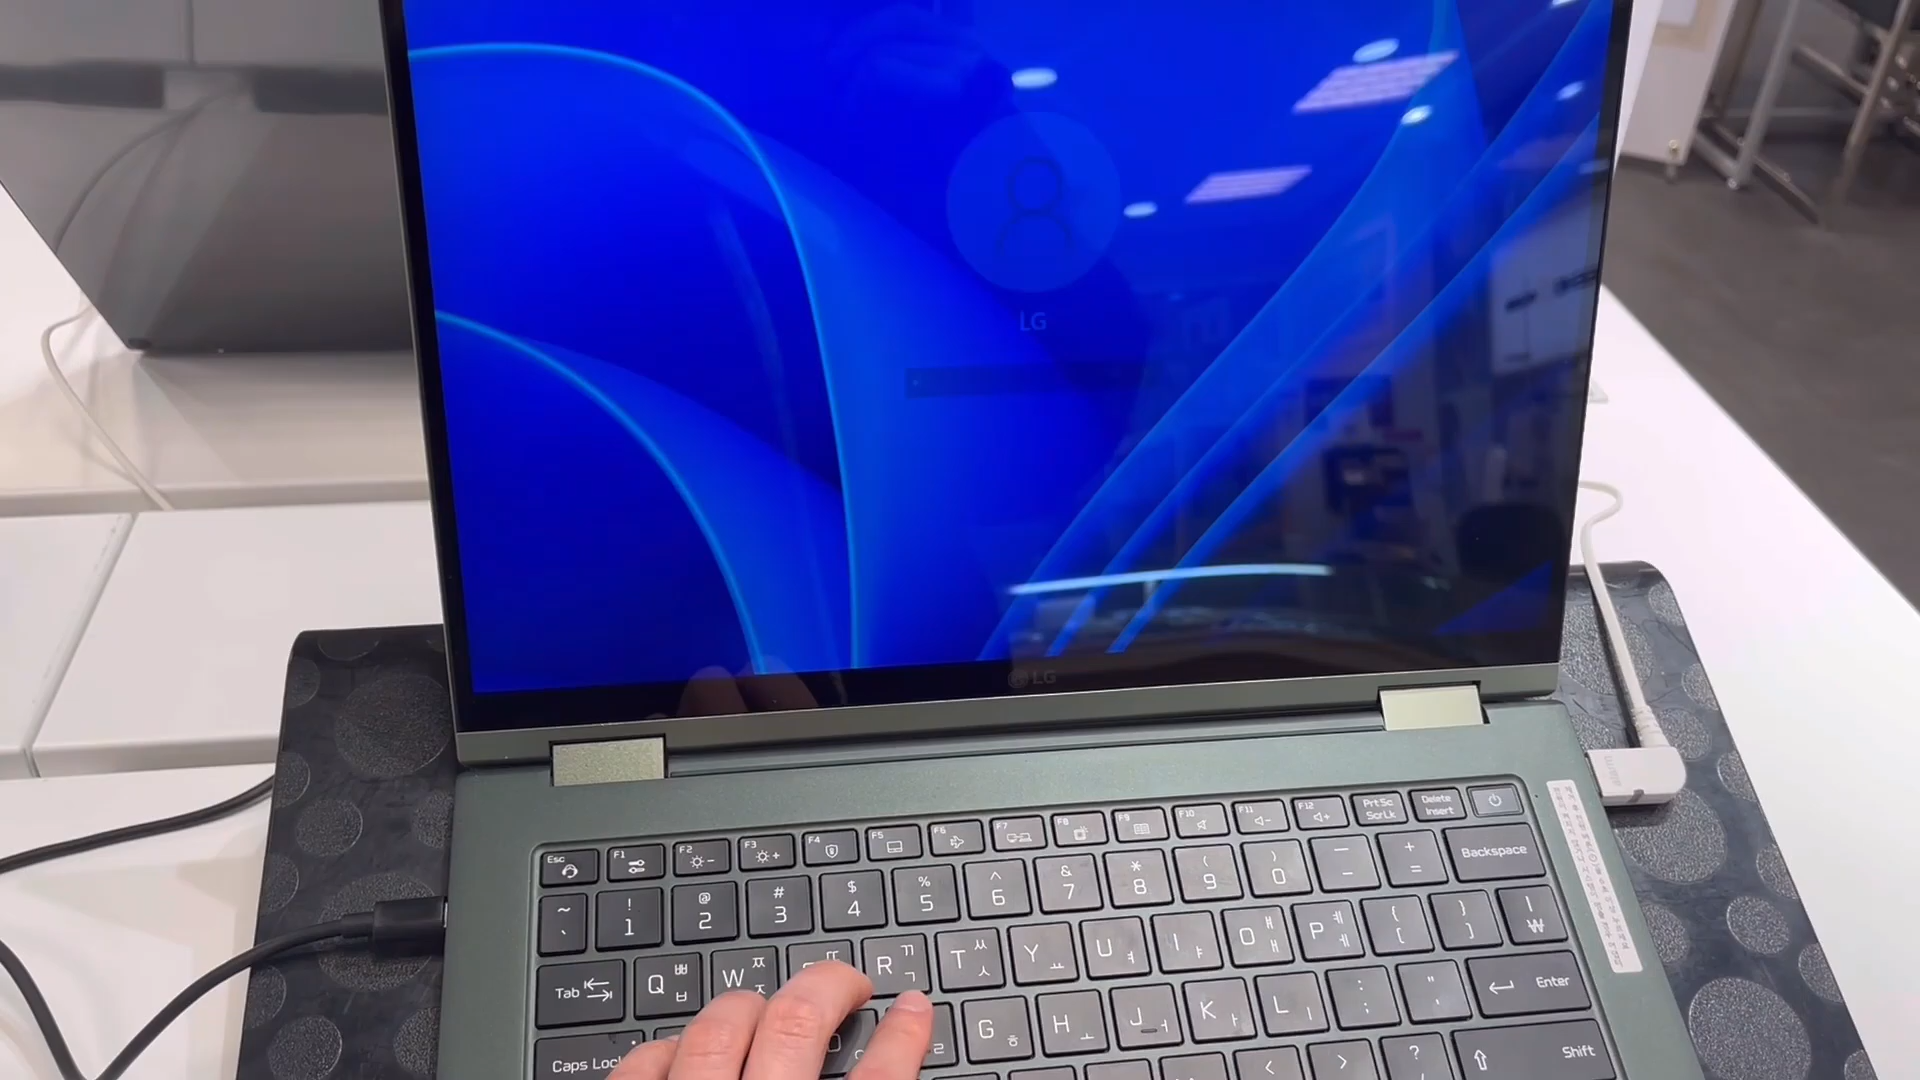 LG
LG
Esc F1 F2 F3 F4 F5 F6 F7 F8 F9 F10 F11 F12 PrtSc ScrLk Delete Insert
~ ` ! 1 @ 2 # 3 $ 4 % 5 ^ 6 & 7 * 8 ( 9 ) 0 _ - + = Backspace
Tab Q ㅃ ㅂ W ㅉ ㅈ ㄸ R ㄲ ㄱ T ㅆ ㅅ Y ㅛ U ㅕ I ㅑ O ㅒ ㅐ P ㅖ ㅔ { [ } ] | ₩
Caps Loc D ㄹ G ㅎ H ㅗ J ㅓ K ㅏ L ㅣ : ; " ' Enter
< > ? Shift